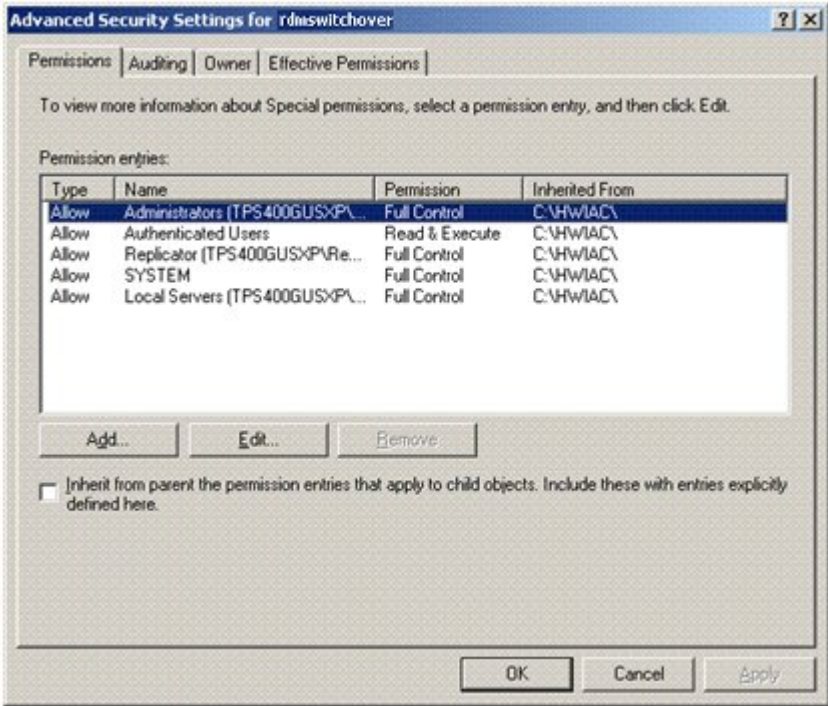 Advanced Security Settings for rdmswitchover
Permissions Auditing Owner Effective Permissions
To view more information about Special permissions, select a permission entry, and then click Edit.
Permission entries:
Type Name Permission Inherited From
Allow Administrators (TPS400GUSXP\... Full Control C:\HWIAC\
Allow Authenticated Users Read & Execute C:\HWIAC\
Allow Replicator (TPS400GUSXP\Re... Full Control C:\HWIAC\
Allow SYSTEM Full Control C:\HWIAC\
Allow Local Servers (TPS400GUSXP\... Full Control C:\HWIAC\
Add... Edit... Remove
Inherit from parent the permission entries that apply to child objects. Include these with entries explicitly
defined here.
OK Cancel Apply